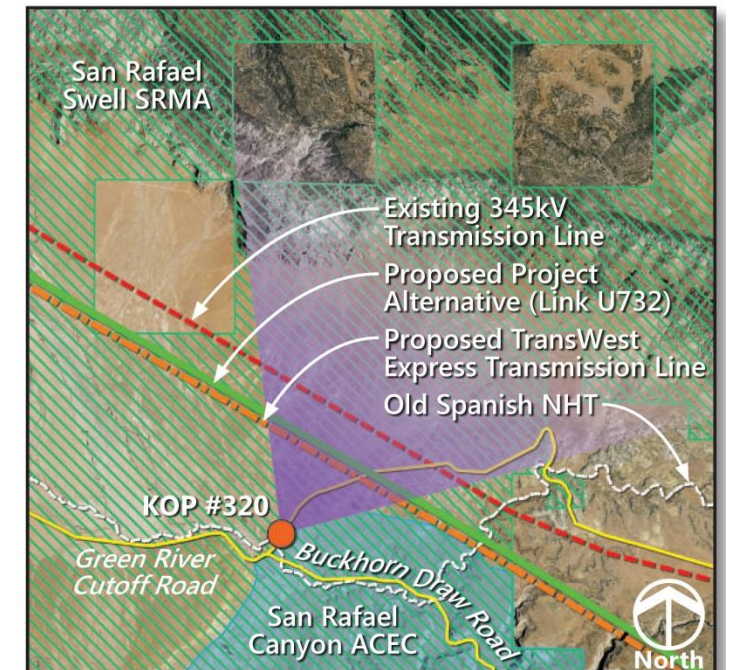 San Rafael
Swell SRMA
Existing 345kV
Transmission Line
Proposed Project
Alternative (Link U732)
Proposed TransWest
Express Transmission Line
Old Spanish NHT
KOP #320
Green River
Cutoff Road
Buckhorn Draw Road
San Rafael
Canyon ACEC
North